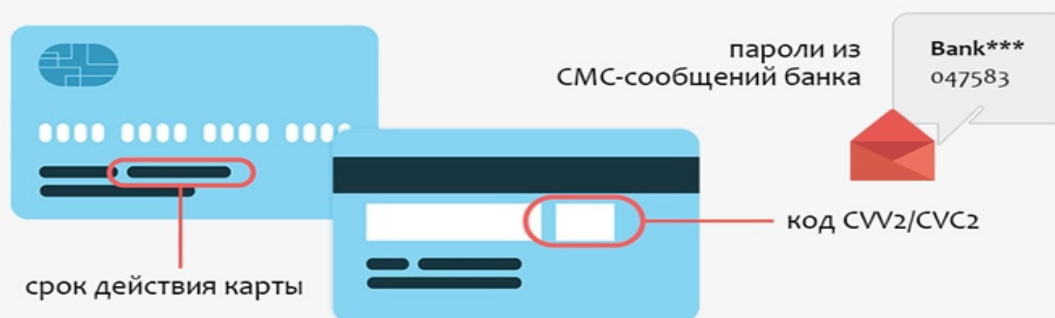 пароли из
СМС-сообщений банка
Bank***
047583
код CVV2/CVC2
срок действия карты